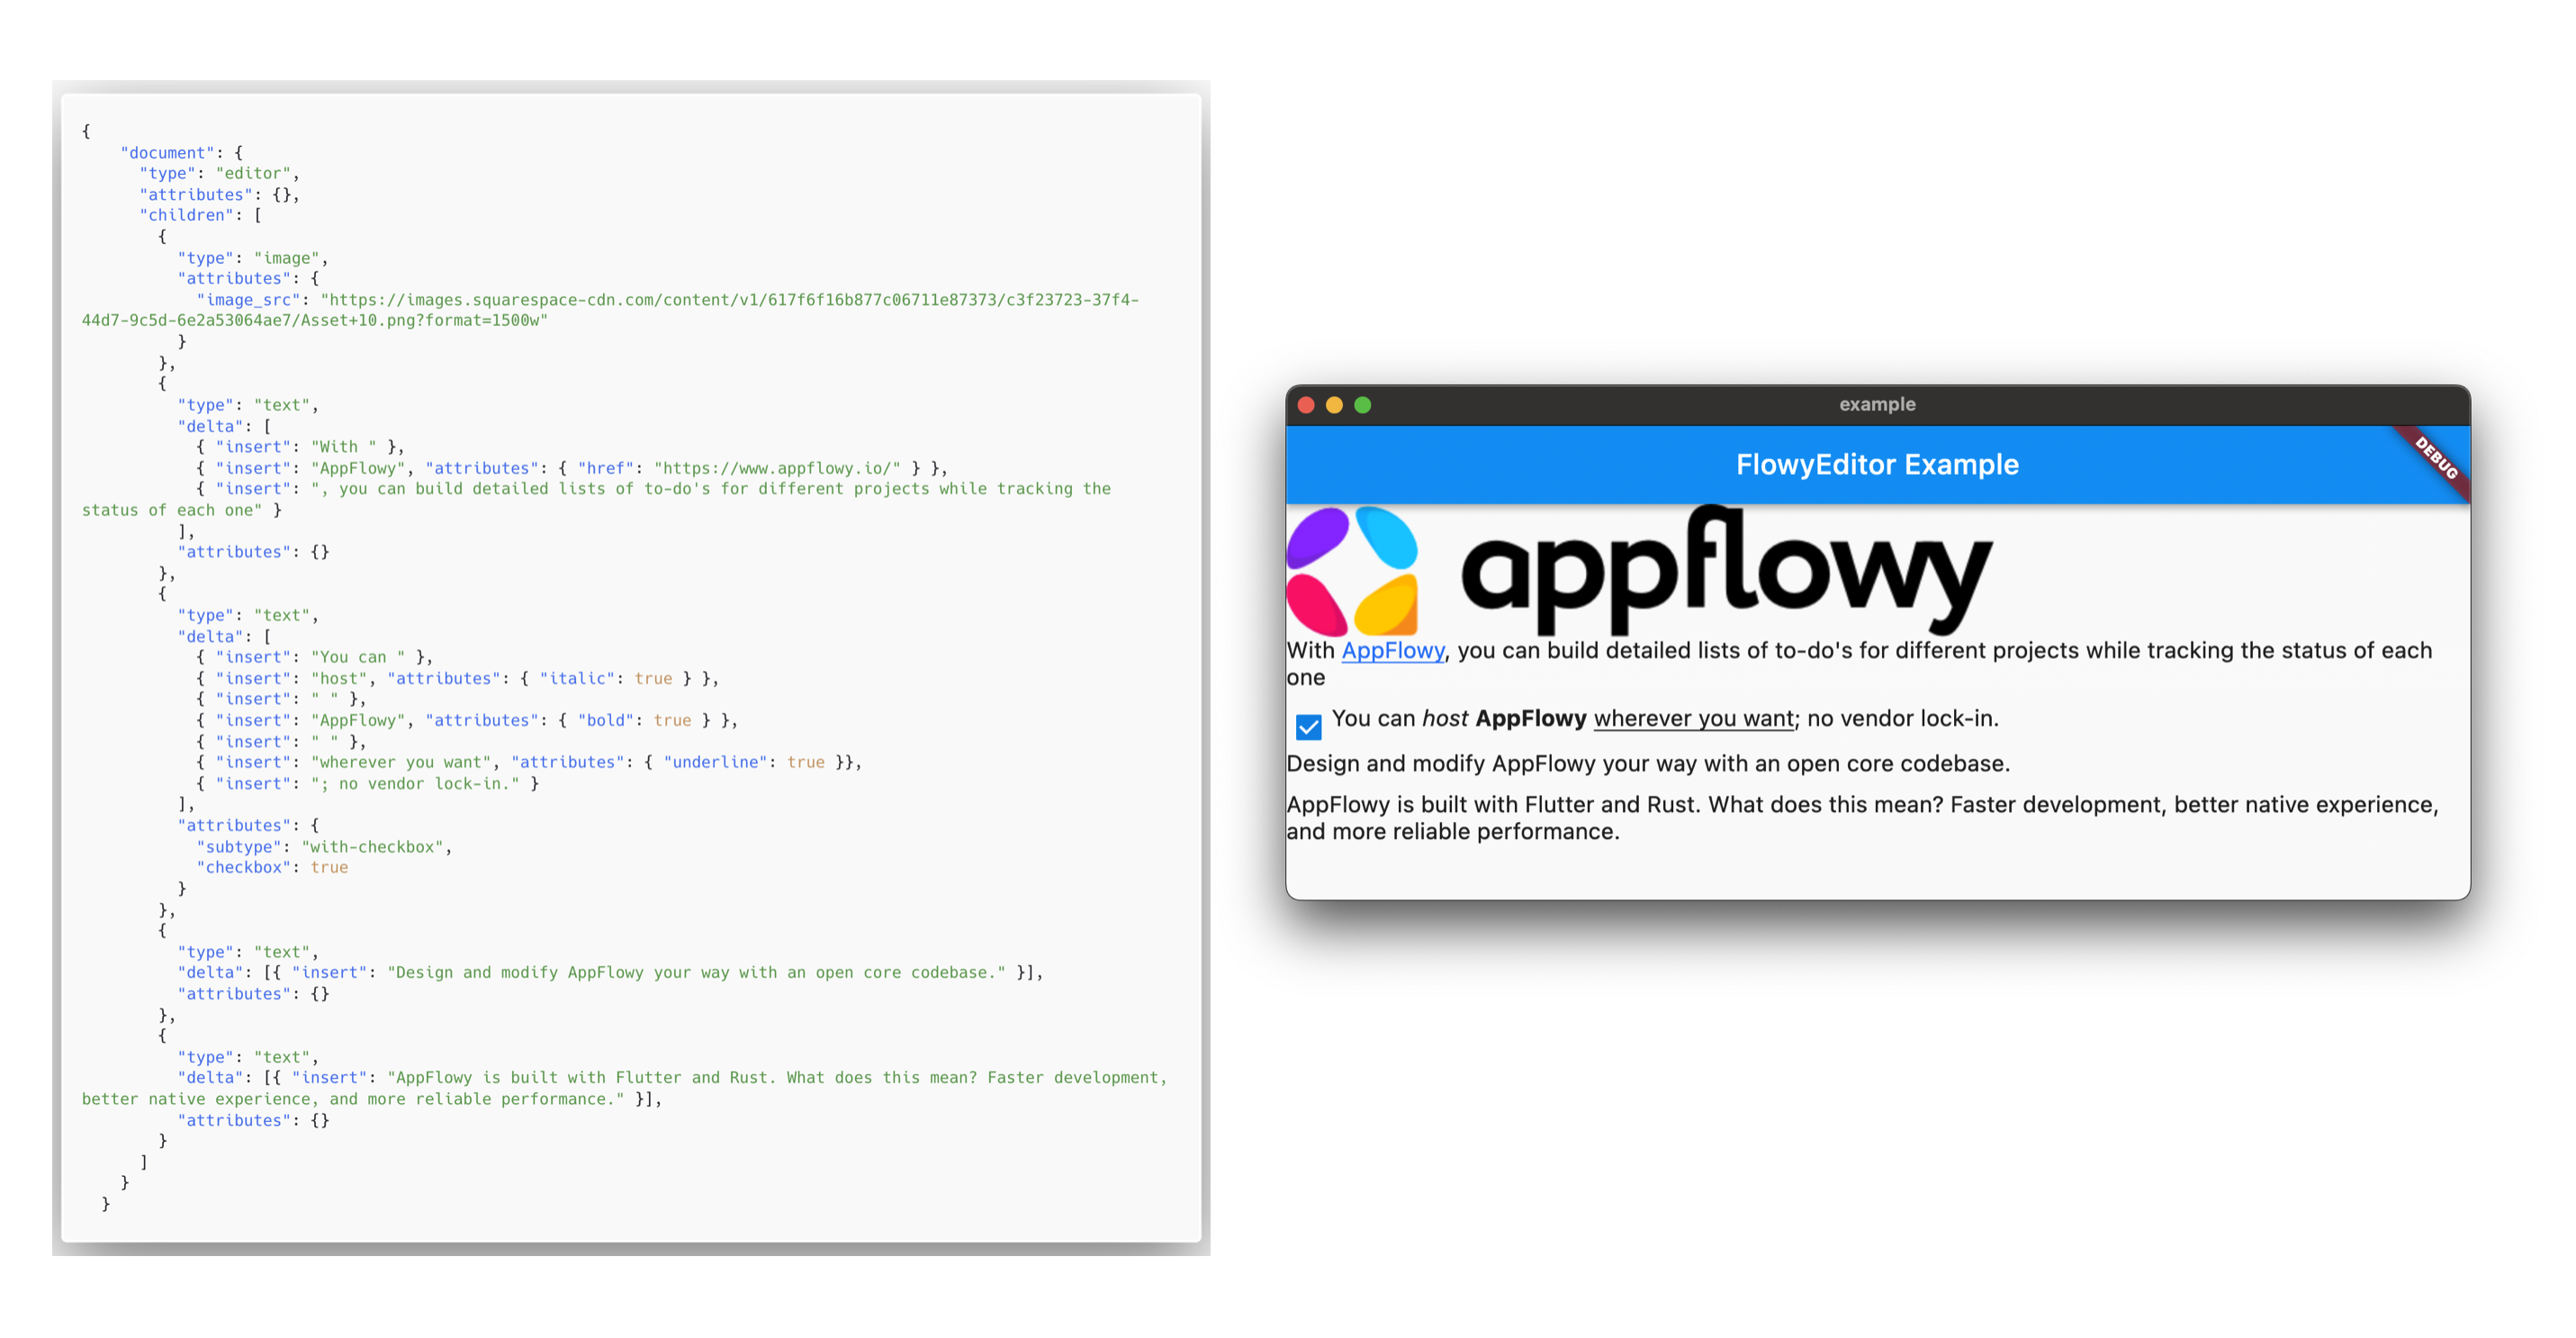 {
    "document": {
      "type": "editor",
      "attributes": {},
      "children": [
        {
          "type": "image",
          "attributes": {
            "image_src": "https://images.squarespace-cdn.com/content/v1/617f6f16b877c06711e87373/c3f23723-37f4-
44d7-9c5d-6e2a53064ae7/Asset+10.png?format=1500w"
          }
        },
        {
          "type": "text",
          "delta": [
            { "insert": "With " },
            { "insert": "AppFlowy", "attributes": { "href": "https://www.appflowy.io/" } },
            { "insert": ", you can build detailed lists of to-do's for different projects while tracking the
status of each one" }
          ],
          "attributes": {}
        },
        {
          "type": "text",
          "delta": [
            { "insert": "You can " },
            { "insert": "host", "attributes": { "italic": true } },
            { "insert": " " },
            { "insert": "AppFlowy", "attributes": { "bold": true } },
            { "insert": " " },
            { "insert": "wherever you want", "attributes": { "underline": true }},
            { "insert": "; no vendor lock-in." }
          ],
          "attributes": {
            "subtype": "with-checkbox",
            "checkbox": true
          }
        },
        {
          "type": "text",
          "delta": [{ "insert": "Design and modify AppFlowy your way with an open core codebase." }],
          "attributes": {}
        },
        {
          "type": "text",
          "delta": [{ "insert": "AppFlowy is built with Flutter and Rust. What does this mean? Faster development,
better native experience, and more reliable performance." }],
          "attributes": {}
        }
      ]
    }
  }
example
FlowyEditor Example
DEBUG
appflowy
With AppFlowy, you can build detailed lists of to-do's for different projects while tracking the status of each
one
You can host AppFlowy wherever you want; no vendor lock-in.
Design and modify AppFlowy your way with an open core codebase.
AppFlowy is built with Flutter and Rust. What does this mean? Faster development, better native experience,
and more reliable performance.